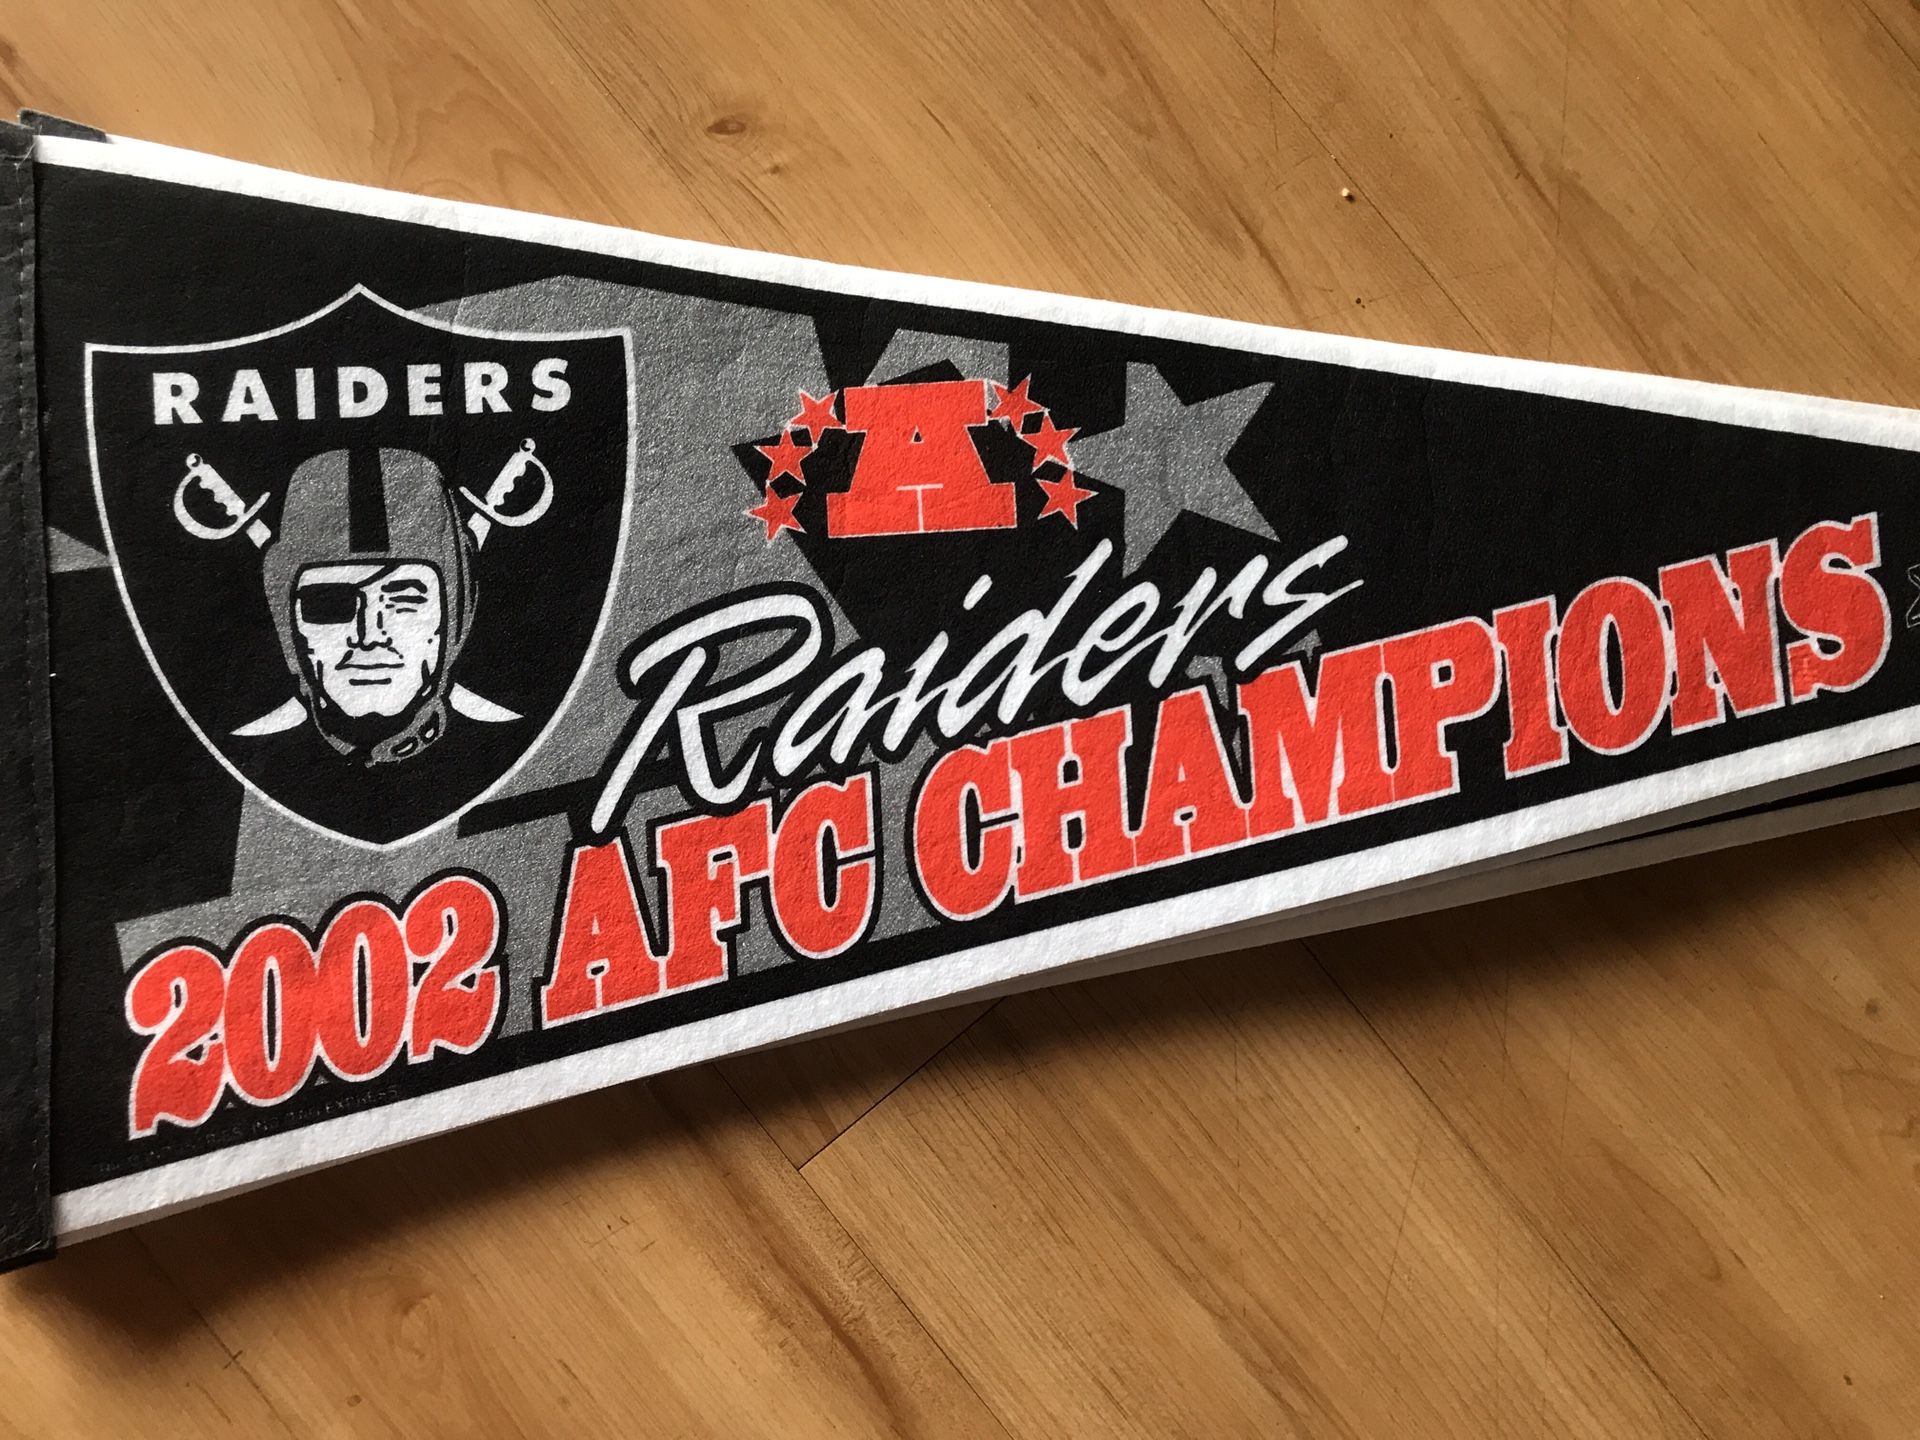 RAIDERS
A
Raiders
2002 AFC CHAMPIONS